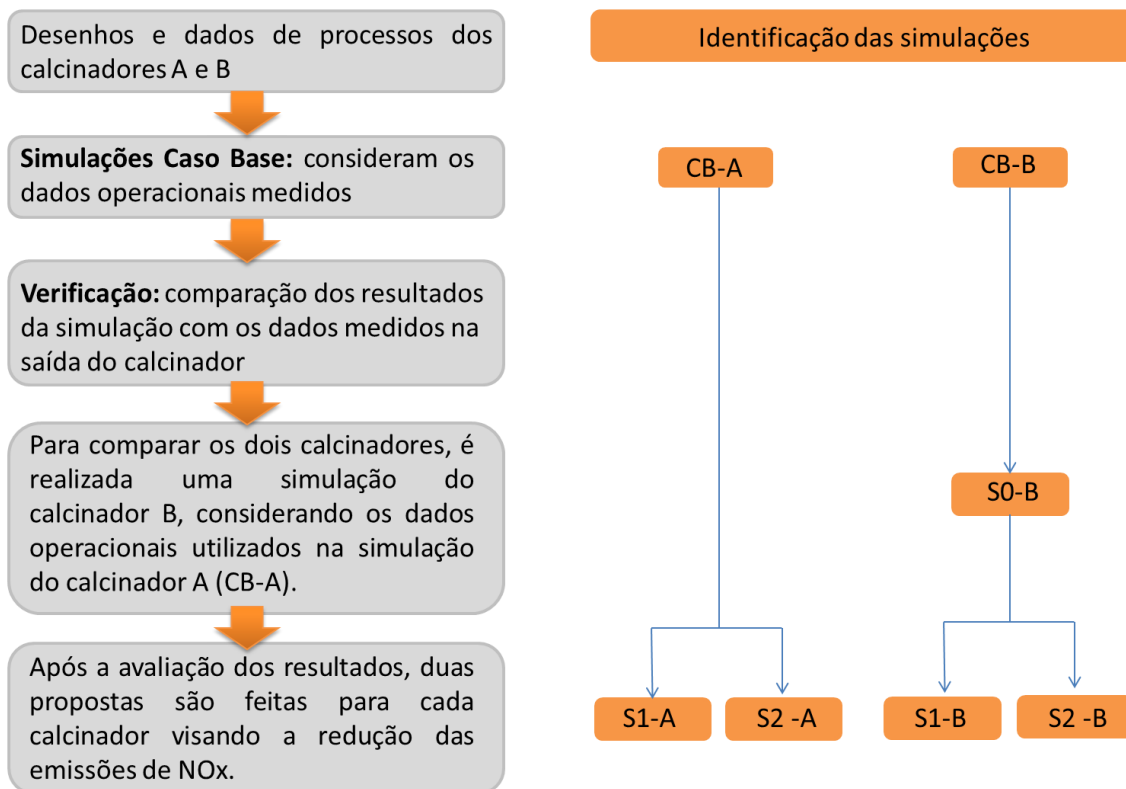 Desenhos e dados de processos dos
calcinadores A e B
Simulações Caso Base: consideram os
dados operacionais medidos
Verificação: comparação dos resultados
da simulação com os dados medidos na
saída do calcinador
Para comparar os dois calcinadores, é
realizada uma simulação do
calcinador B, considerando os dados
operacionais utilizados na simulação
do calcinador A (CB-A).
Após a avaliação dos resultados, duas
propostas são feitas para cada
calcinador visando a redução das
emissões de NOx.
Identificação das simulações
CB-A
CB-B
S0-B
S1-A
S2 -A
S1-B
S2 -B